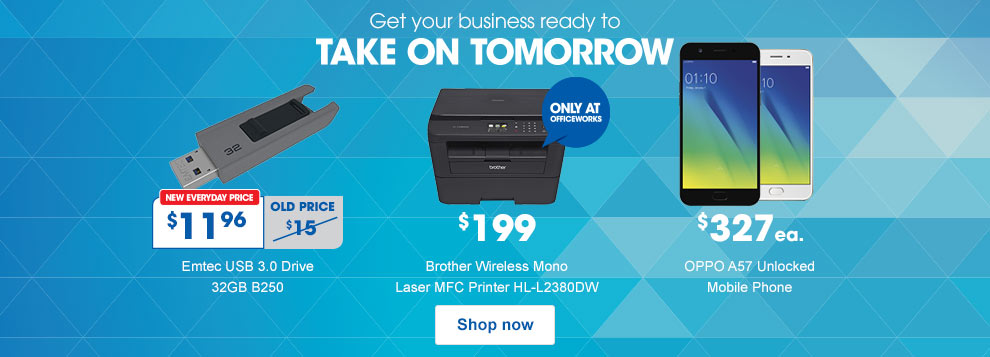 Get your business ready to
TAKE ON TOMORROW
32
NEW EVERYDAY PRICE
$11 96
OLD PRICE
$15
Emtec USB 3.0 Drive
32GB B250
ONLY AT
OFFICEWORKS
brother
$199
Brother Wireless Mono
Laser MFC Printer HL-L2380DW
01:10
$327 ea.
OPPO A57 Unlocked
Mobile Phone
Shop now